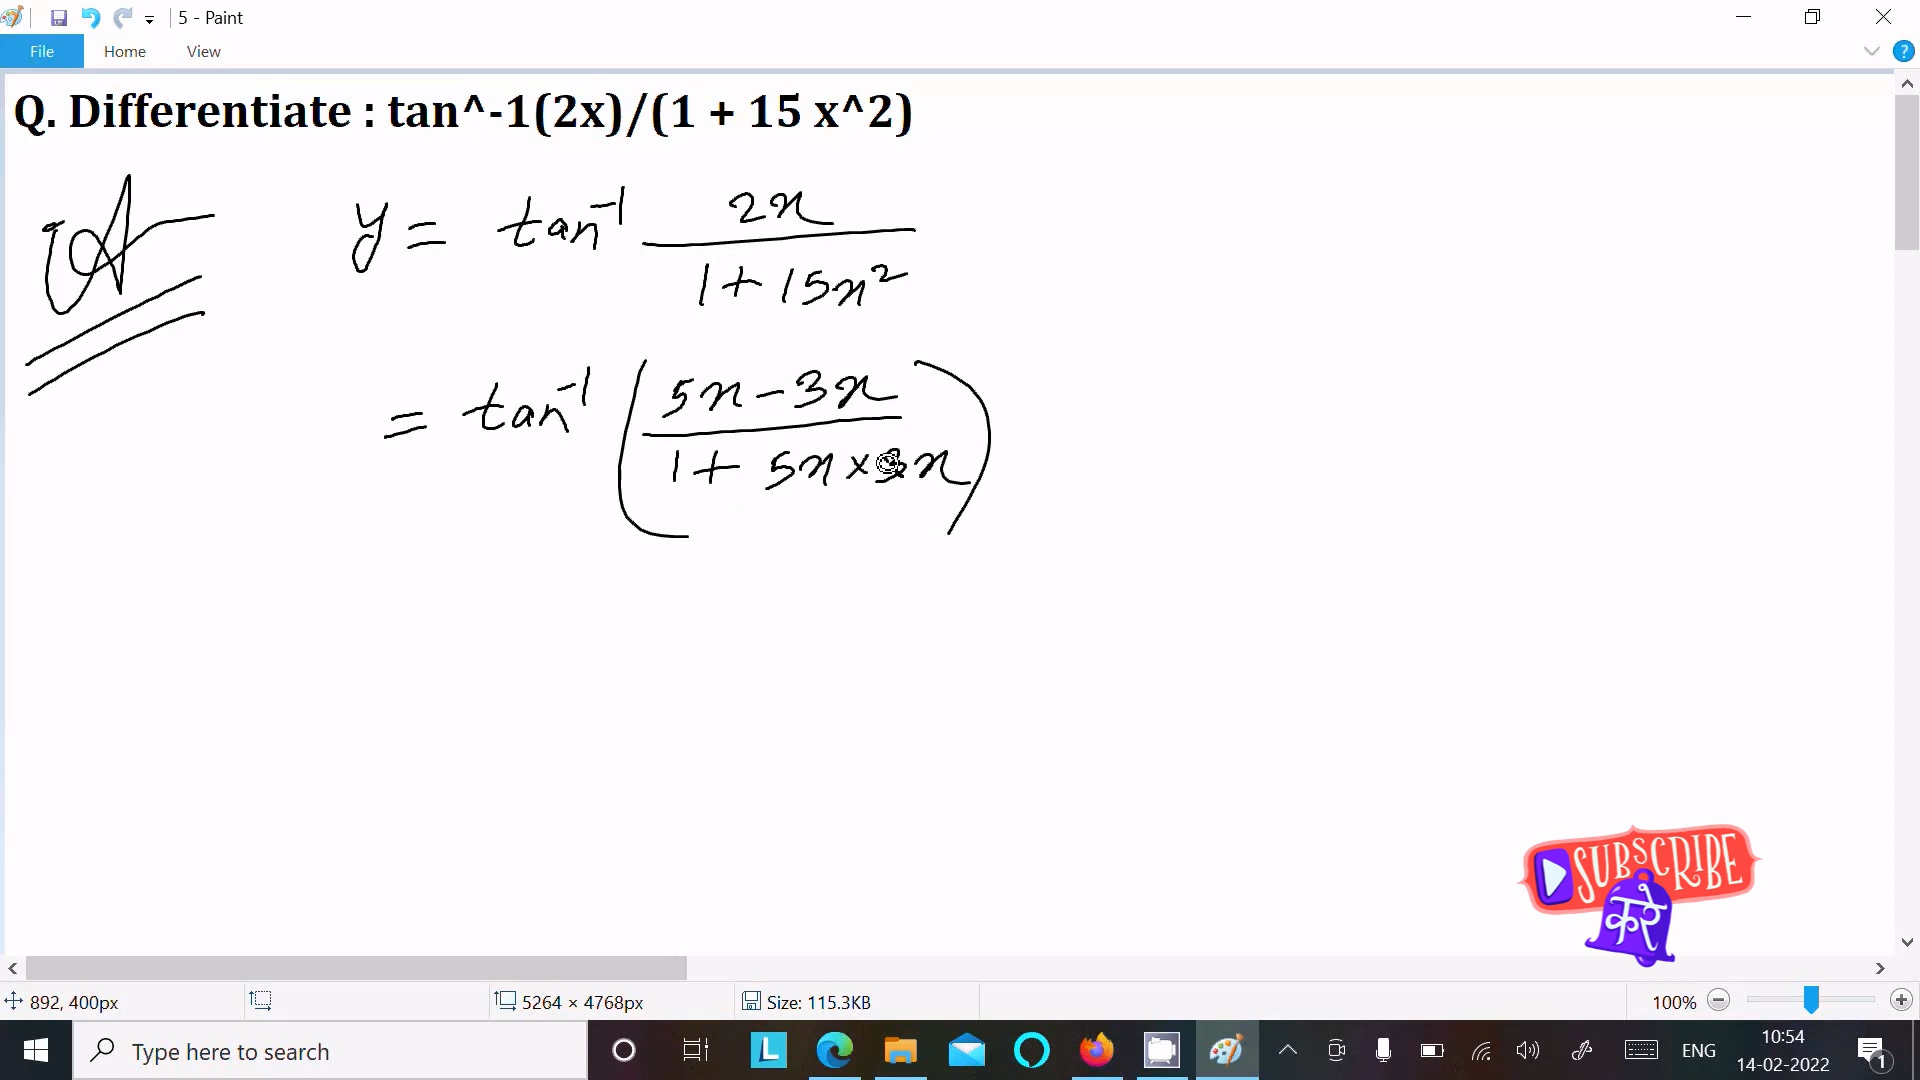 5 - Paint
File Home View
Q. Differentiate : tan^-1(2x)/(1 + 15 x^2)
y = tan⁻¹ 2x
1 + 15x²
= tan⁻¹ ( 5x - 3x
1 + 5x × 3x )
SUBSCRIBE
करे
892, 400px 5264 × 4768px Size: 115.3KB 100%
Type here to search L ENG 10:54
14-02-2022 1